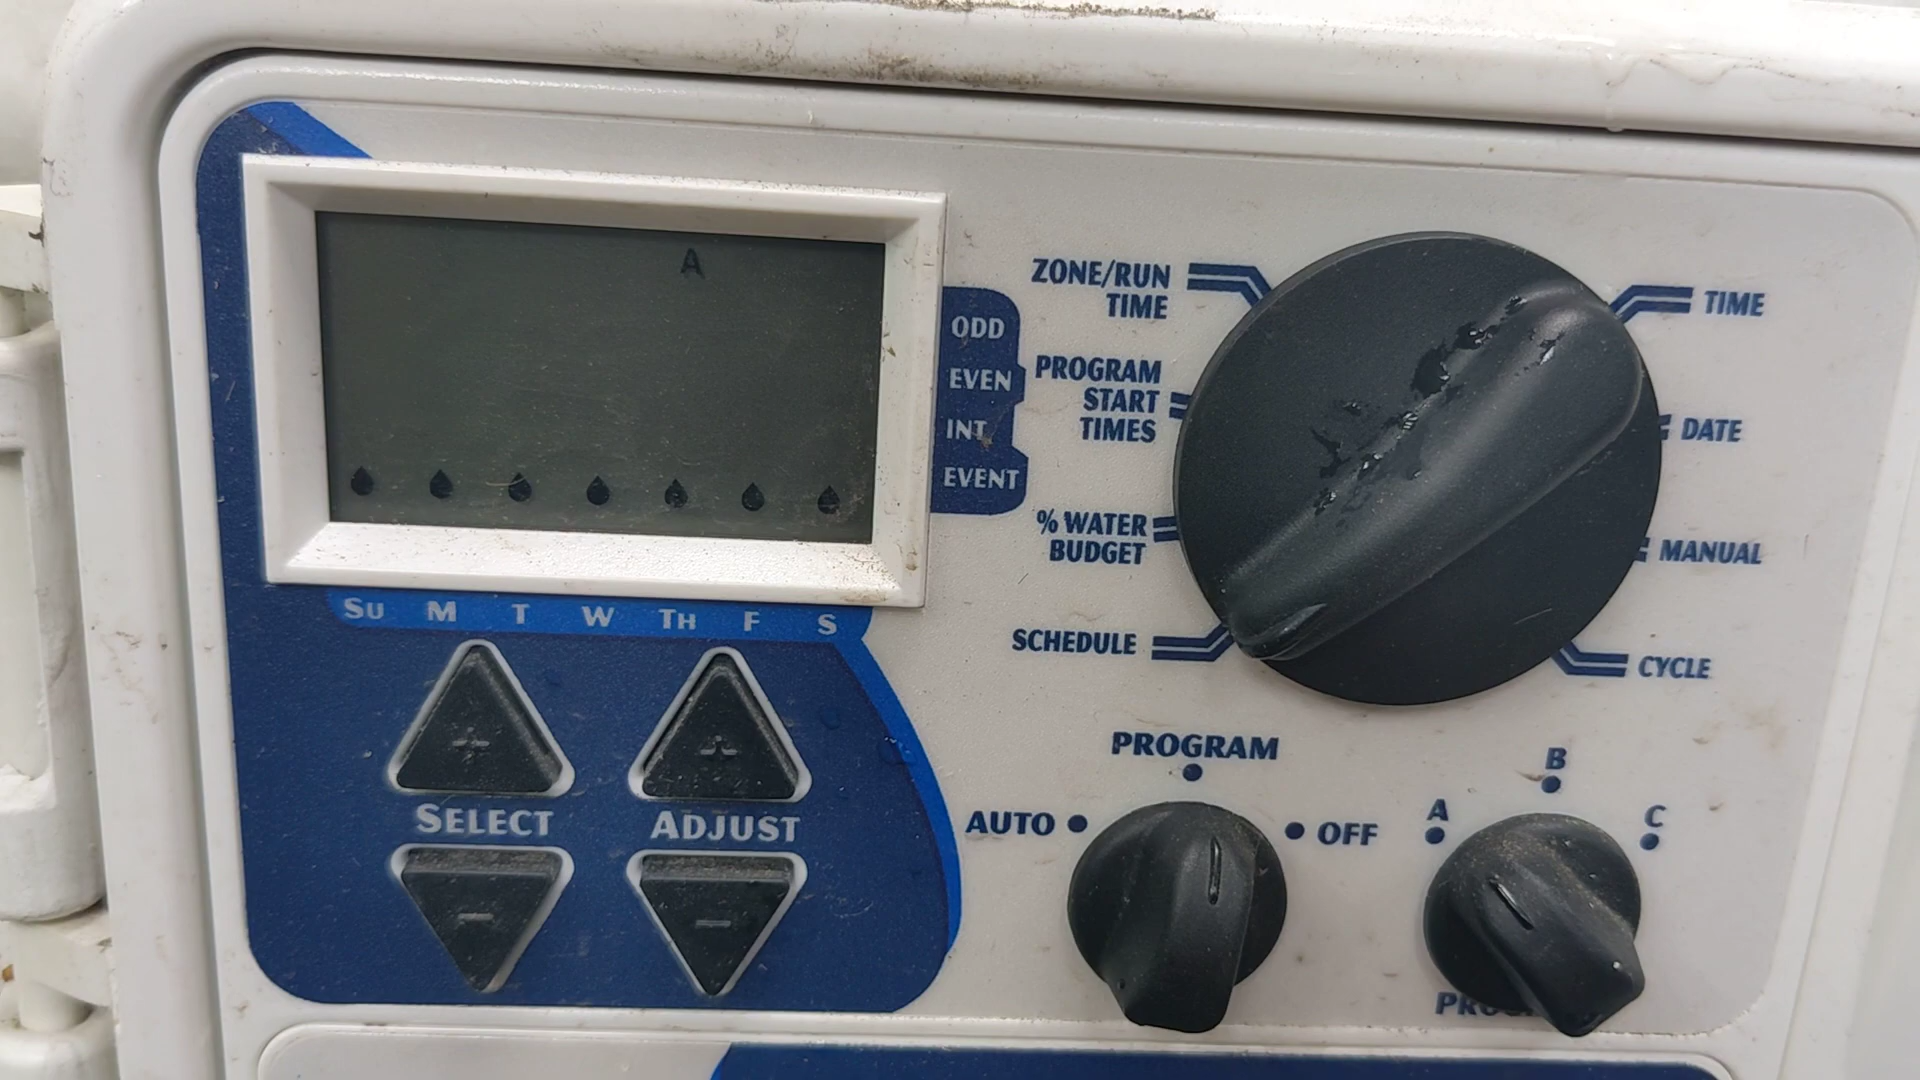 A
ODD
EVEN
INT
EVENT
SU M T W TH F S
+
SELECT
−
+
ADJUST
−
ZONE/RUN
TIME
PROGRAM
START
TIMES
% WATER
BUDGET
SCHEDULE
TIME
DATE
MANUAL
CYCLE
PROGRAM
AUTO
OFF
A
B
C